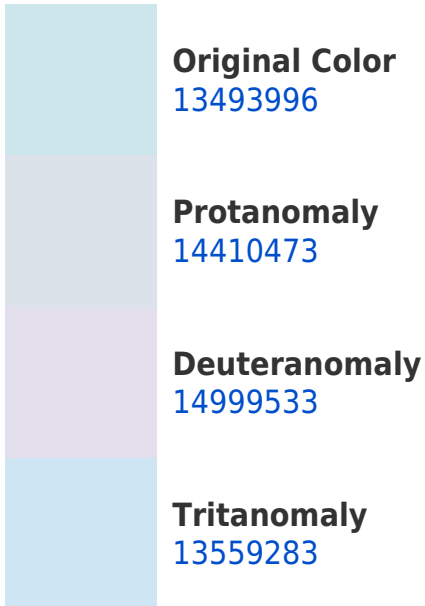 Original Color
13493996
Protanomaly
14410473
Deuteranomaly
14999533
Tritanomaly
13559283